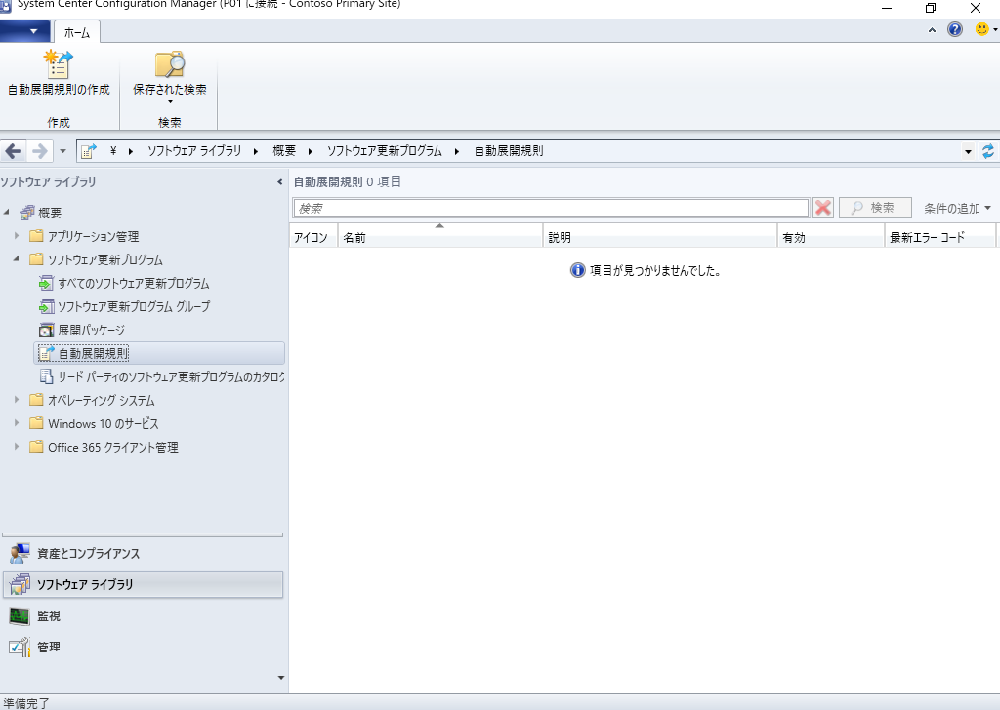 System Center Configuration Manager (P01 に接続 - Contoso Primary Site)
ホーム
自動展開規則の作成
保存された検索
作成
検索
¥ ソフトウェア ライブラリ 概要 ソフトウェア更新プログラム 自動展開規則
ソフトウェア ライブラリ
概要
アプリケーション管理
ソフトウェア更新プログラム
すべてのソフトウェア更新プログラム
ソフトウェア更新プログラム グループ
展開パッケージ
自動展開規則
サード パーティのソフトウェア更新プログラムのカタログ
オペレーティング システム
Windows 10 のサービス
Office 365 クライアント管理
資産とコンプライアンス
ソフトウェア ライブラリ
監視
管理
自動展開規則 0 項目
検索
検索
条件の追加
アイコン 名前 説明 有効 最新エラー コード
項目が見つかりませんでした。
準備完了